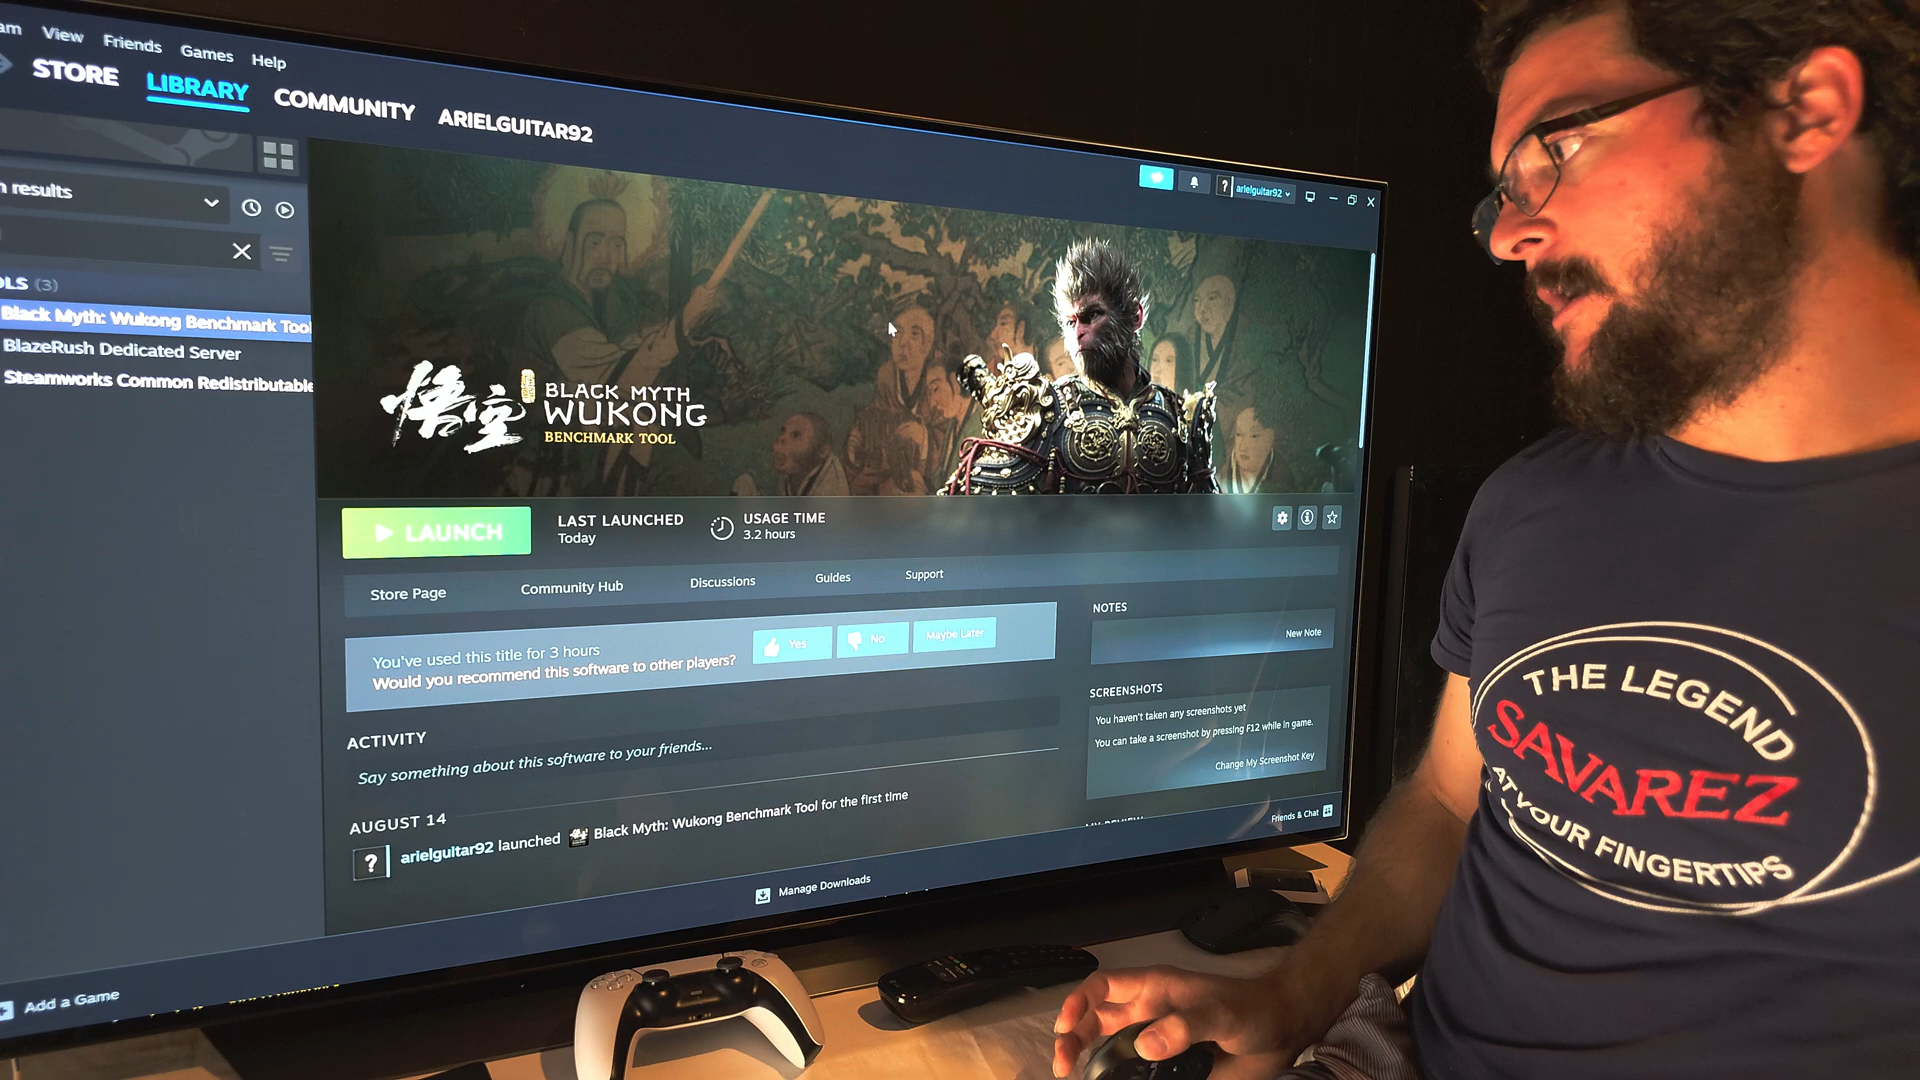 View Friends Games Help
STORE LIBRARY COMMUNITY ARIELGUITAR92
arielguitar92
results
(3)
Black Myth: Wukong Benchmark Tool
BlazeRush Dedicated Server
Steamworks Common Redistributable
悟空 BLACK MYTH
WUKONG
BENCHMARK TOOL
LAUNCH
LAST LAUNCHED
Today
USAGE TIME
3.2 hours
Store Page Community Hub Discussions Guides Support
You've used this title for 3 hours
Would you recommend this software to other players?
Yes No Maybe Later
NOTES
New Note
SCREENSHOTS
You haven't taken any screenshots yet
You can take a screenshot by pressing F12 while in game.
Change My Screenshot Key
ACTIVITY
Say something about this software to your friends...
AUGUST 14
? arielguitar92 launched Black Myth: Wukong Benchmark Tool for the first time
MY REVIEW
Friends & Chat
Manage Downloads
Add a Game
THE LEGEND
SAVAREZ
AT YOUR FINGERTIPS